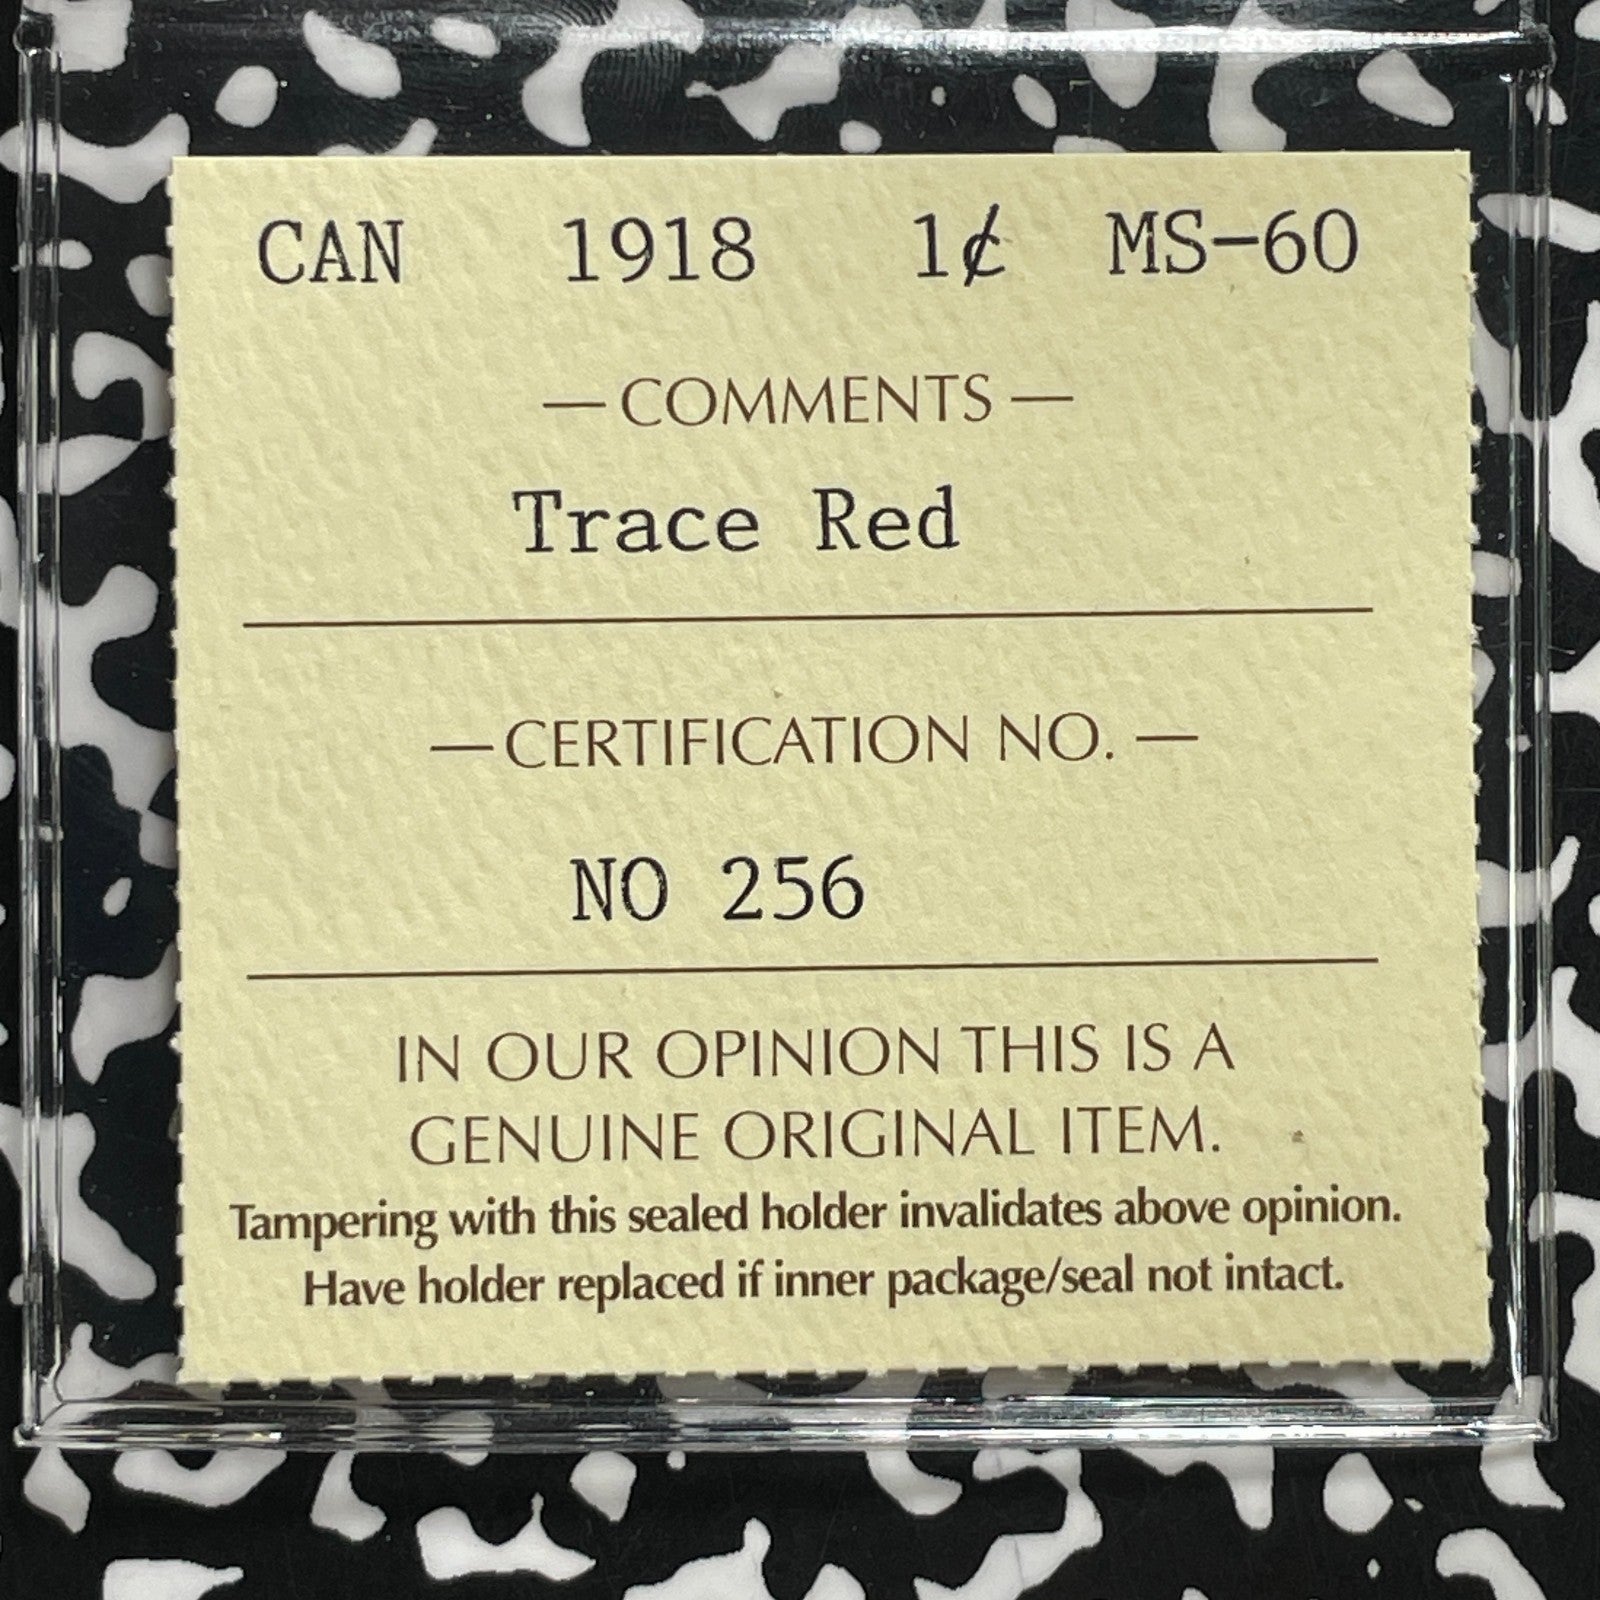 CAN 1918 1¢ MS-60
— COMMENTS —
Trace Red
— CERTIFICATION NO. —
NO 256
IN OUR OPINION THIS IS A
GENUINE ORIGINAL ITEM.
Tampering with this sealed holder invalidates above opinion.
Have holder replaced if inner package/seal not intact.